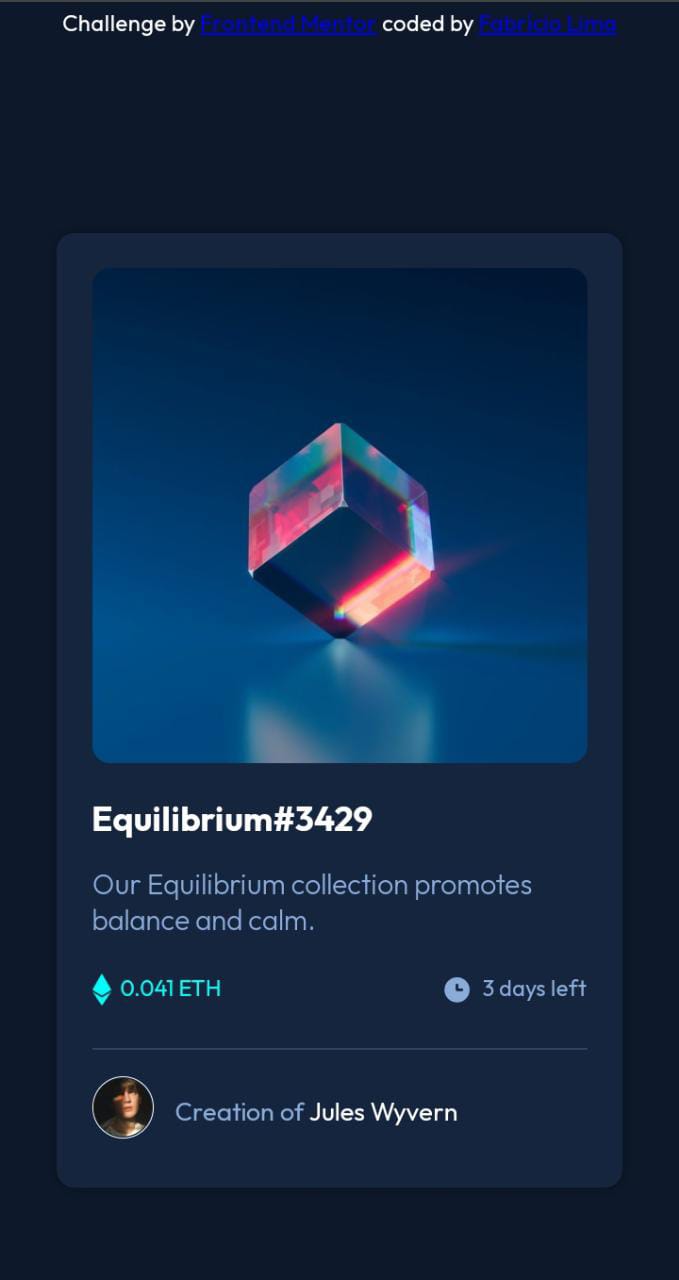 Challenge by Frontend Mentor coded by Fabrício Lima
Equilibrium#3429
Our Equilibrium collection promotes
balance and calm.
0.041 ETH
3 days left
Creation of Jules Wyvern